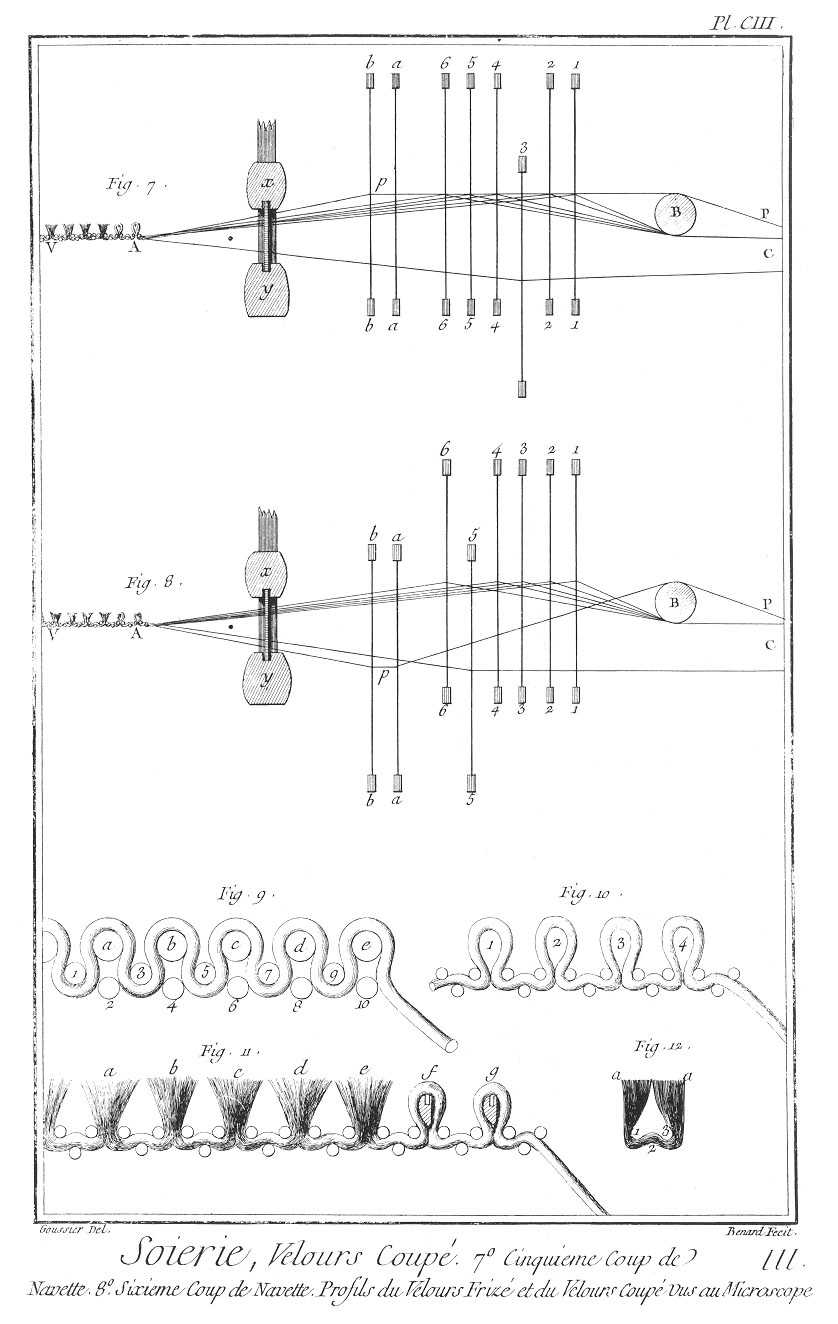 Pl. CIII.
b a 6 5 4 2 1
3
Fig. 7.
x
p
B
P
V A
C
y
b a 6 5 4 2 1
6 4 3 2 1
b a 5
Fig. 8.
x
B
P
V A
C
y
p
6 4 3 2 1
b a 5
Fig. 9.
a b c d e
1 3 5 7 9
2 4 6 8 10
Fig. 10.
1 2 3 4
Fig. 11.
a b c d e f g
Fig. 12.
a a
1 3
2
Goussier Del.
Benard Fecit.
Soierie, Velours Coupé. 7º Cinquieme Coup de
III.
Navette. 8º. Sixieme Coup de Navette. Profils du Velours Frizé et du Velours Coupé vus au Microscope